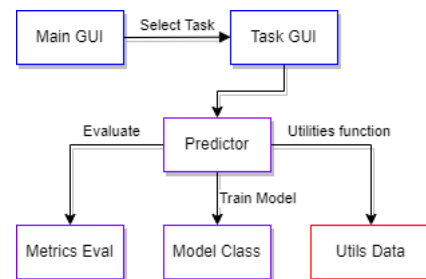 Select Task
Main GUI
Task GUI
Evaluate
Utilities function
Predictor
Train Model
Metrics Eval
Model Class
Utils Data